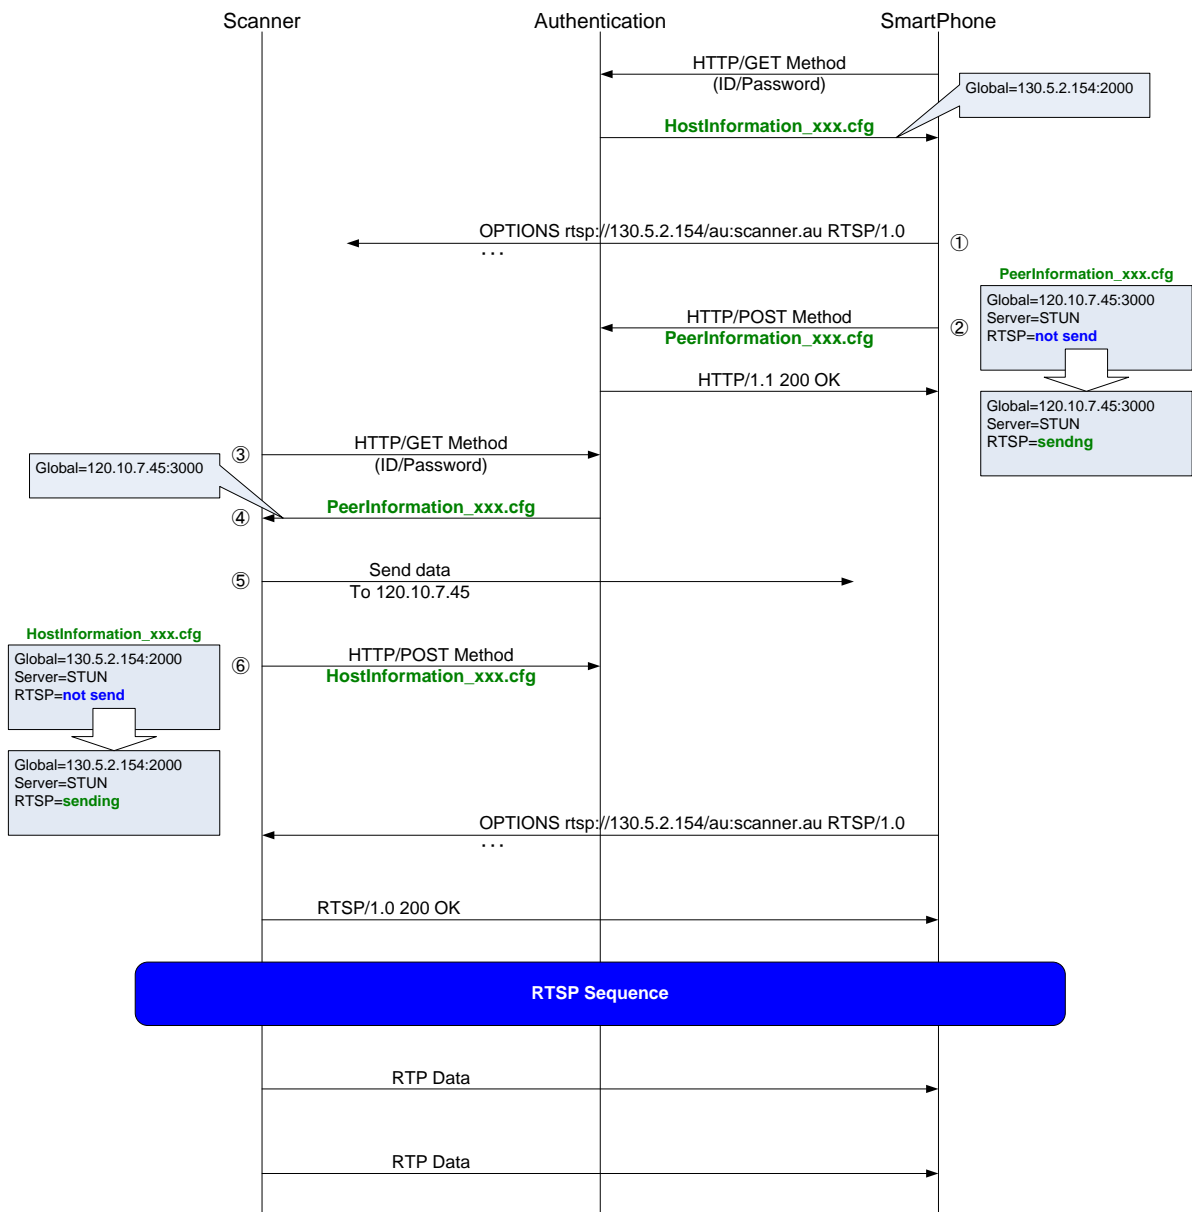 Scanner
Authentication
SmartPhone
HTTP/GET Method
(ID/Password)
Global=130.5.2.154:2000
HostInformation_xxx.cfg
OPTIONS rtsp://130.5.2.154/au:scanner.au RTSP/1.0
...
①
PeerInformation_xxx.cfg
Global=120.10.7.45:3000
Server=STUN
RTSP=not send
HTTP/POST Method
PeerInformation_xxx.cfg
②
HTTP/1.1 200 OK
Global=120.10.7.45:3000
Server=STUN
RTSP=sendng
③
HTTP/GET Method
(ID/Password)
Global=120.10.7.45:3000
PeerInformation_xxx.cfg
④
⑤
Send data
To 120.10.7.45
HostInformation_xxx.cfg
Global=130.5.2.154:2000
Server=STUN
RTSP=not send
⑥
HTTP/POST Method
HostInformation_xxx.cfg
Global=130.5.2.154:2000
Server=STUN
RTSP=sending
OPTIONS rtsp://130.5.2.154/au:scanner.au RTSP/1.0
...
RTSP/1.0 200 OK
RTSP Sequence
RTP Data
RTP Data